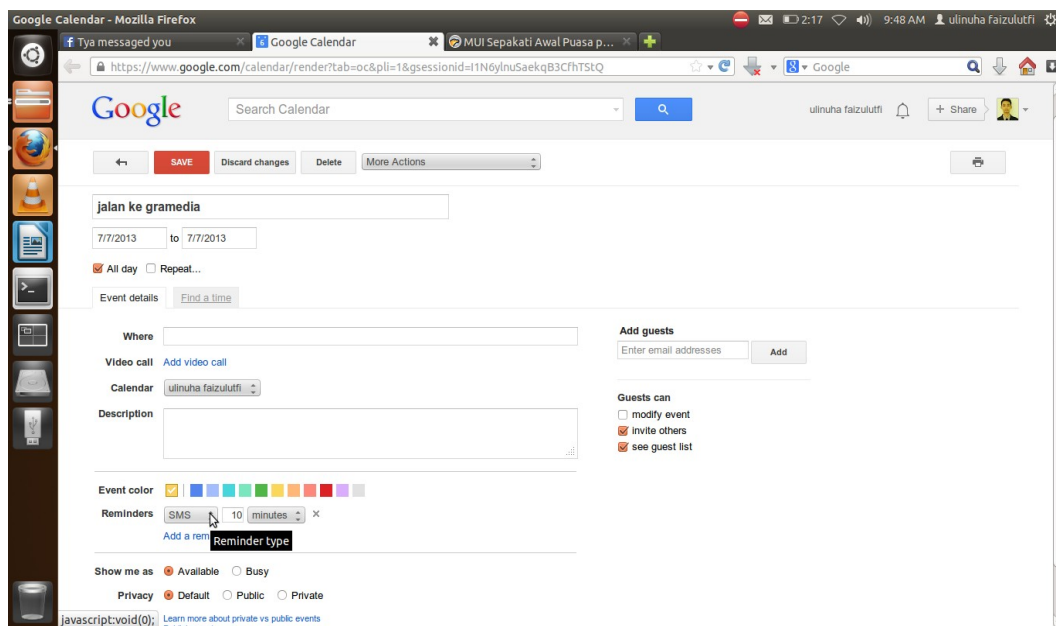 Google Calendar - Mozilla Firefox
2:17
9:48 AM
ulinuha faizulutfi
Tya messaged you
Google Calendar
MUI Sepakati Awal Puasa p...
https://www.google.com/calendar/render?tab=oc&pli=1&gsessionid=I1N6ylnuSaekqB3CfhTStQ
Google
Google
Search Calendar
ulinuha faizulutfi
+ Share
SAVE
Discard changes
Delete
More Actions
jalan ke gramedia
7/7/2013 to 7/7/2013
All day Repeat...
Event details Find a time
Where
Video call Add video call
Calendar ulinuha faizulutfi
Description
Add guests
Enter email addresses Add
Guests can
modify event
invite others
see guest list
Event color
Reminders SMS 10 minutes ×
Add a rem
Reminder type
Show me as Available Busy
Privacy Default Public Private
javascript:void(0);
Learn more about private vs public events